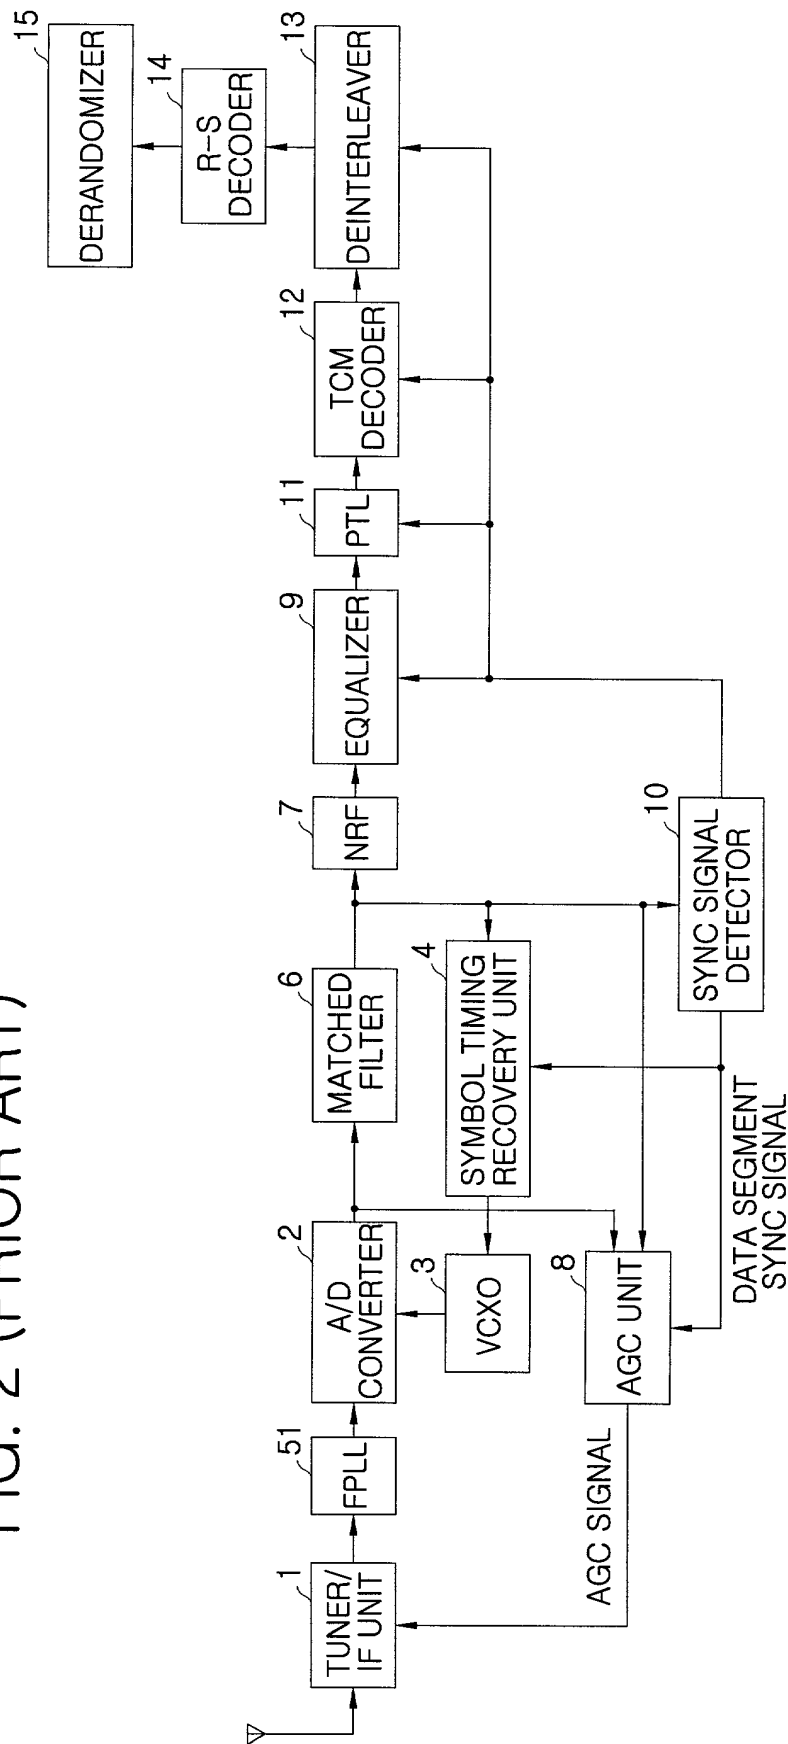 FIG. 2 (PRIOR ART)
1
TUNER/
IF UNIT
51
FPLL
2
A/D
CONVERTER
3
VCXO
6
MATCHED
FILTER
4
SYMBOL TIMING
RECOVERY UNIT
8
AGC UNIT
AGC SIGNAL
7
NRF
9
EQUALIZER
10
SYNC SIGNAL
DETECTOR
DATA SEGMENT
SYNC SIGNAL
11
PTL
12
TCM
DECODER
13
DEINTERLEAVER
14
R-S
DECODER
15
DERANDOMIZER